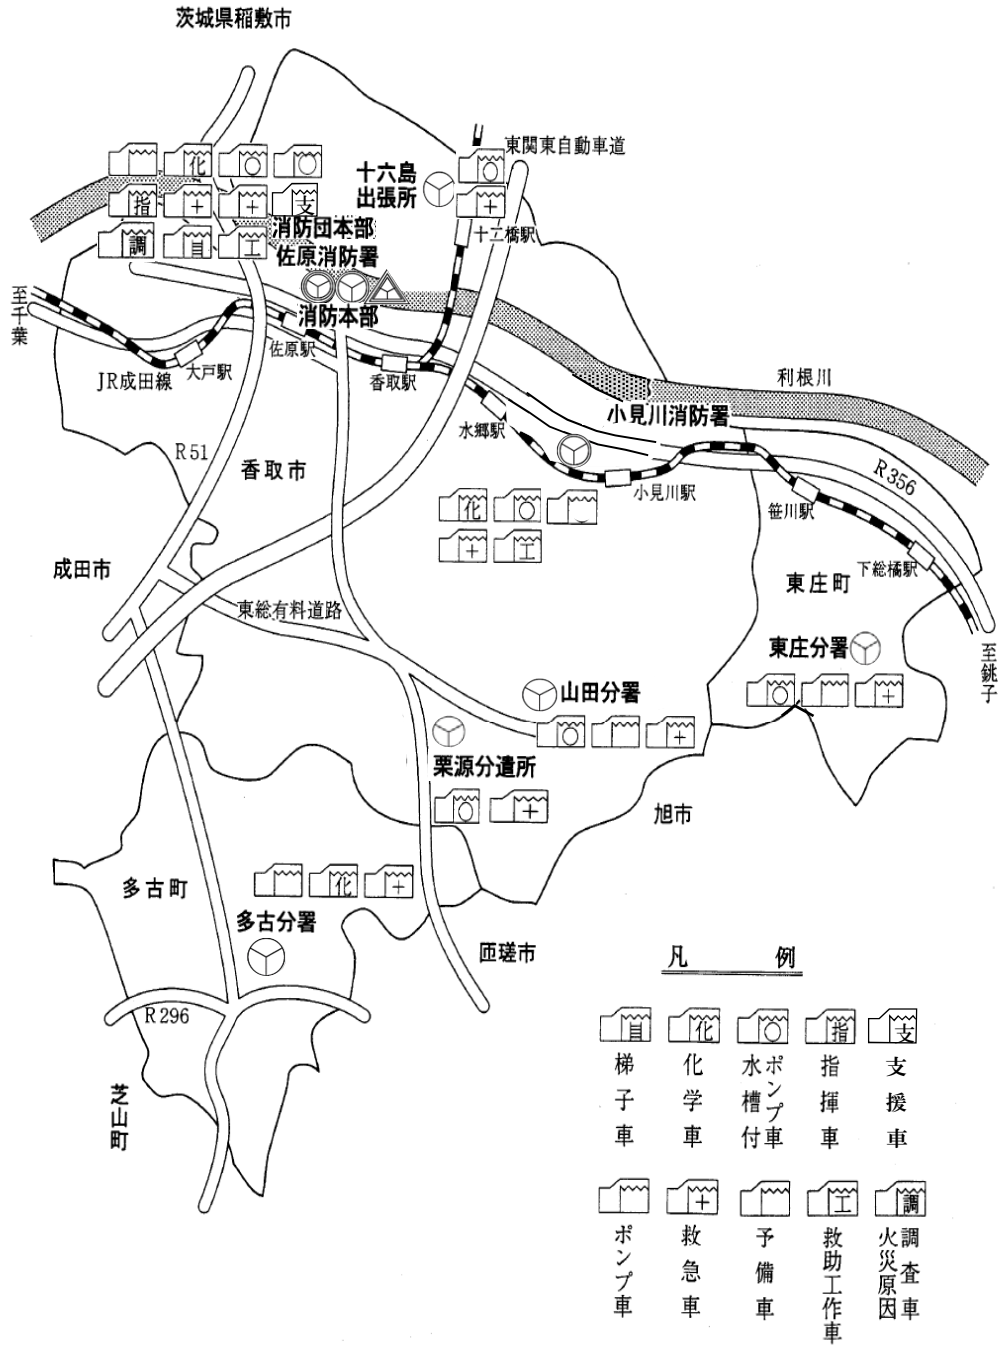 茨城県稲敷市
東関東自動車道
化
十六島
出張所
指
支
十二橋駅
調
工
消防団本部
佐原消防署
消防本部
至千葉
佐原駅
大戸駅
JR成田線
香取駅
利根川
小見川消防署
水郷駅
R51
香取市
小見川駅
R356
笹川駅
化
工
成田市
下総橘駅
東庄町
東総有料道路
東庄分署
至銚子
山田分署
栗源分遣所
旭市
多古町
化
多古分署
匝瑳市
R296
芝山町
凡例
化
指
支
梯子車
化学車
水槽付ポンプ車
指揮車
支援車
工
調
ポンプ車
救急車
予備車
救助工作車
火災原因調査車